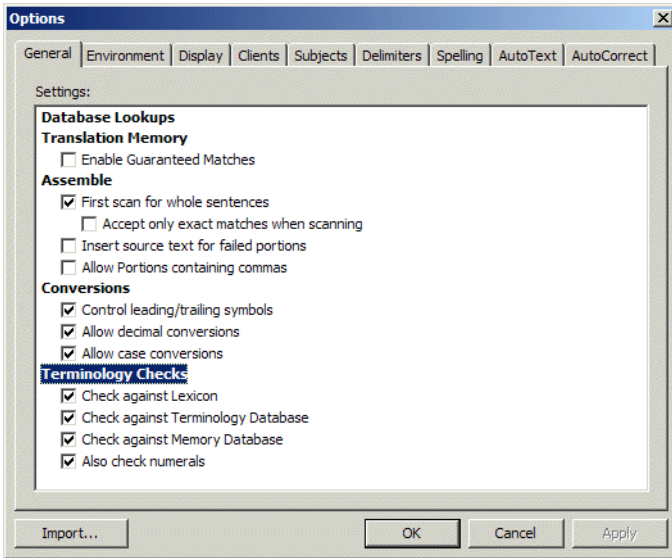 Options
General Environment Display Clients Subjects Delimiters Spelling AutoText AutoCorrect
Settings:
Database Lookups
Translation Memory
Enable Guaranteed Matches
Assemble
First scan for whole sentences
Accept only exact matches when scanning
Insert source text for failed portions
Allow Portions containing commas
Conversions
Control leading/trailing symbols
Allow decimal conversions
Allow case conversions
Terminology Checks
Check against Lexicon
Check against Terminology Database
Check against Memory Database
Also check numerals
Import... OK Cancel Apply